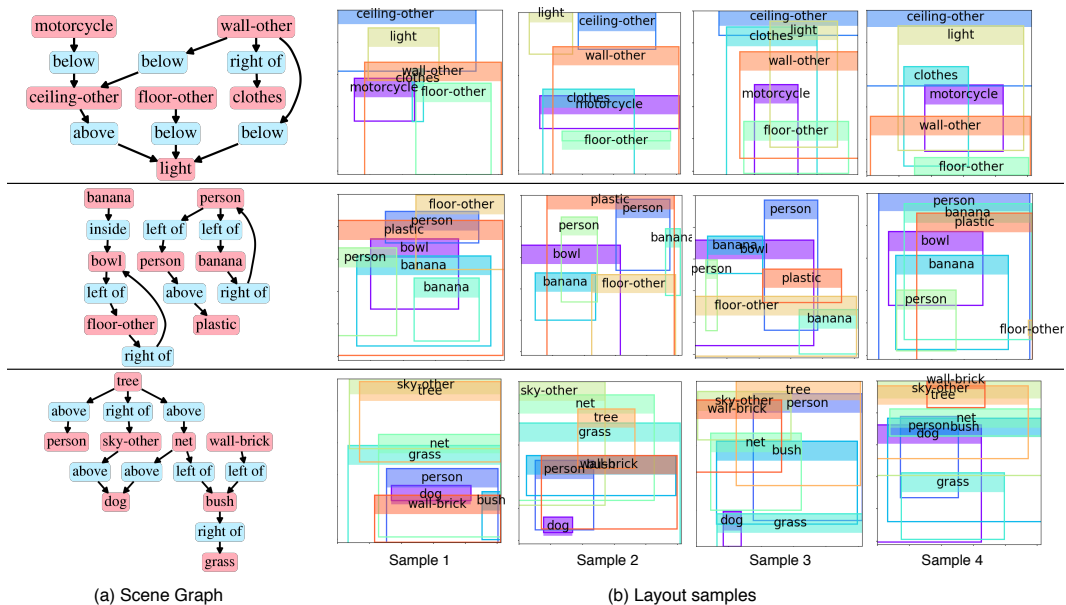 motorcycle wall-other
below below right of
ceiling-other floor-other clothes
above below below
light
ceiling-other
light
wall-other
clothes
motorcycle
floor-other
light
ceiling-other
wall-other
clothes
motorcycle
floor-other
ceiling-other
light
clothes
wall-other
motorcycle
floor-other
ceiling-other
light
clothes
motorcycle
wall-other
floor-other
banana person
inside left of left of
bowl person banana
left of above right of
floor-other plastic
right of
floor-other
person
plastic
bowl
person
banana
banana
plastic
person
person
banana
bowl
banana
floor-other
person
banana
bowl
person
plastic
floor-other
banana
person
banana
plastic
bowl
banana
person
floor-other
tree
above right of above
person sky-other net wall-brick
above above left of left of
dog bush
right of
grass
sky-other
tree
net
grass
person
dog
wall-brick
bush
sky-other
net
tree
grass
wall-brick
bush
person
dog
tree
sky-other
person
wall-brick
net
bush
dog
grass
wall-brick
sky-other
tree
net
person
bush
dog
grass
Sample 1 Sample 2 Sample 3 Sample 4
(a) Scene Graph (b) Layout samples